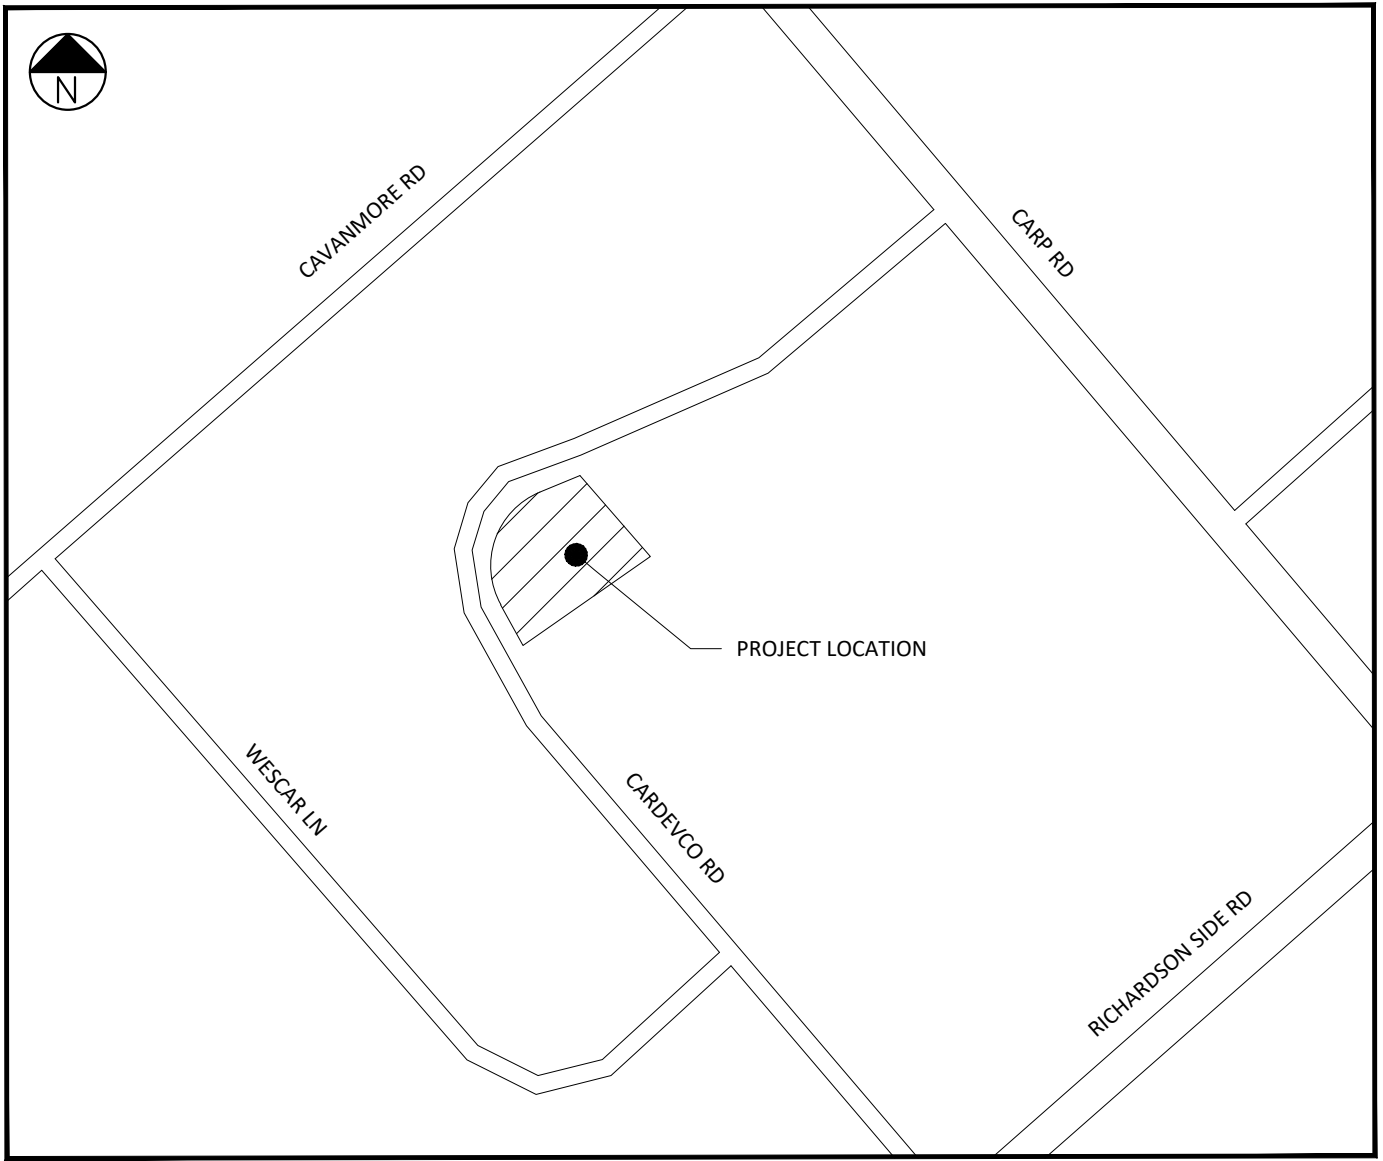 N
CAVANMORE RD
CARP RD
PROJECT LOCATION
WESCAR LN
CARDEVCO RD
RICHARDSON SIDE RD